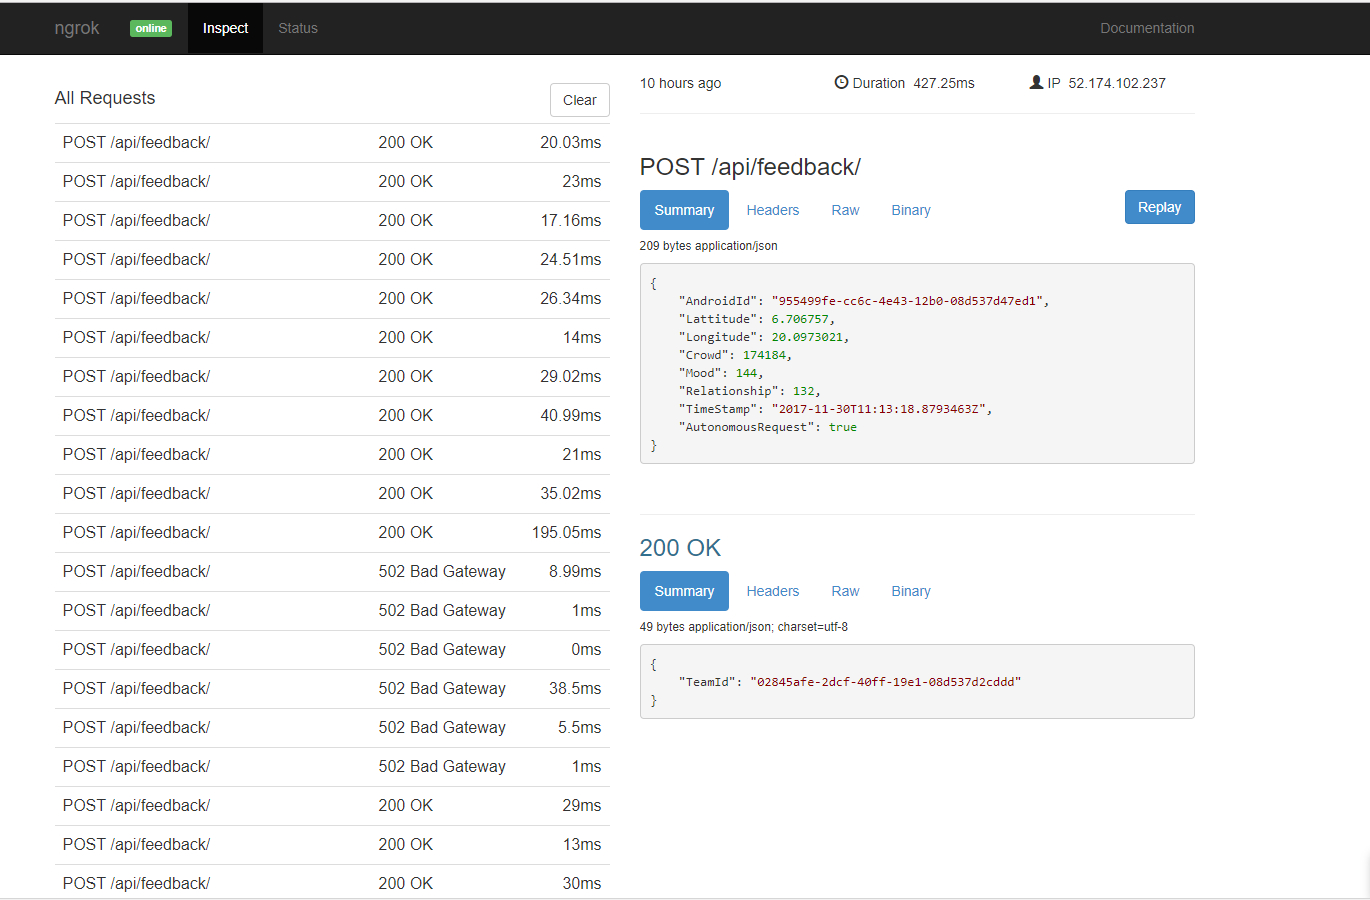 ngrok online Inspect Status Documentation
All Requests Clear
POST /api/feedback/ 200 OK 20.03ms
POST /api/feedback/ 200 OK 23ms
POST /api/feedback/ 200 OK 17.16ms
POST /api/feedback/ 200 OK 24.51ms
POST /api/feedback/ 200 OK 26.34ms
POST /api/feedback/ 200 OK 14ms
POST /api/feedback/ 200 OK 29.02ms
POST /api/feedback/ 200 OK 40.99ms
POST /api/feedback/ 200 OK 21ms
POST /api/feedback/ 200 OK 35.02ms
POST /api/feedback/ 200 OK 195.05ms
POST /api/feedback/ 502 Bad Gateway 8.99ms
POST /api/feedback/ 502 Bad Gateway 1ms
POST /api/feedback/ 502 Bad Gateway 0ms
POST /api/feedback/ 502 Bad Gateway 38.5ms
POST /api/feedback/ 502 Bad Gateway 5.5ms
POST /api/feedback/ 502 Bad Gateway 1ms
POST /api/feedback/ 200 OK 29ms
POST /api/feedback/ 200 OK 13ms
POST /api/feedback/ 200 OK 30ms
10 hours ago Duration 427.25ms IP 52.174.102.237
POST /api/feedback/
Summary Headers Raw Binary Replay
209 bytes application/json
{
"AndroidId": "955499fe-cc6c-4e43-12b0-08d537d47ed1",
"Lattitude": 6.706757,
"Longitude": 20.0973021,
"Crowd": 174184,
"Mood": 144,
"Relationship": 132,
"TimeStamp": "2017-11-30T11:13:18.8793463Z",
"AutonomousRequest": true
}
200 OK
Summary Headers Raw Binary
49 bytes application/json; charset=utf-8
{
"TeamId": "02845afe-2dcf-40ff-19e1-08d537d2cddd"
}